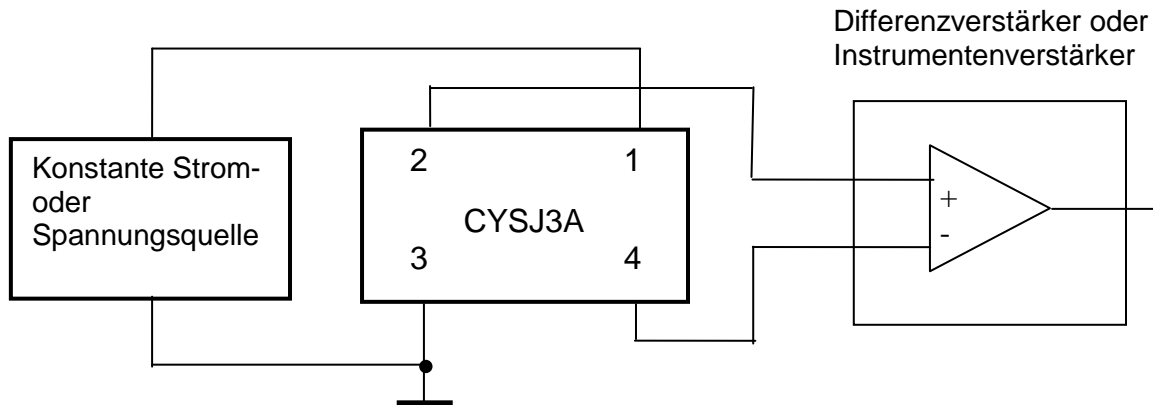 Differenzverstärker oder
Instrumentenverstärker
Konstante Strom-
oder
Spannungsquelle
2 1
CYSJ3A
3 4
+
-